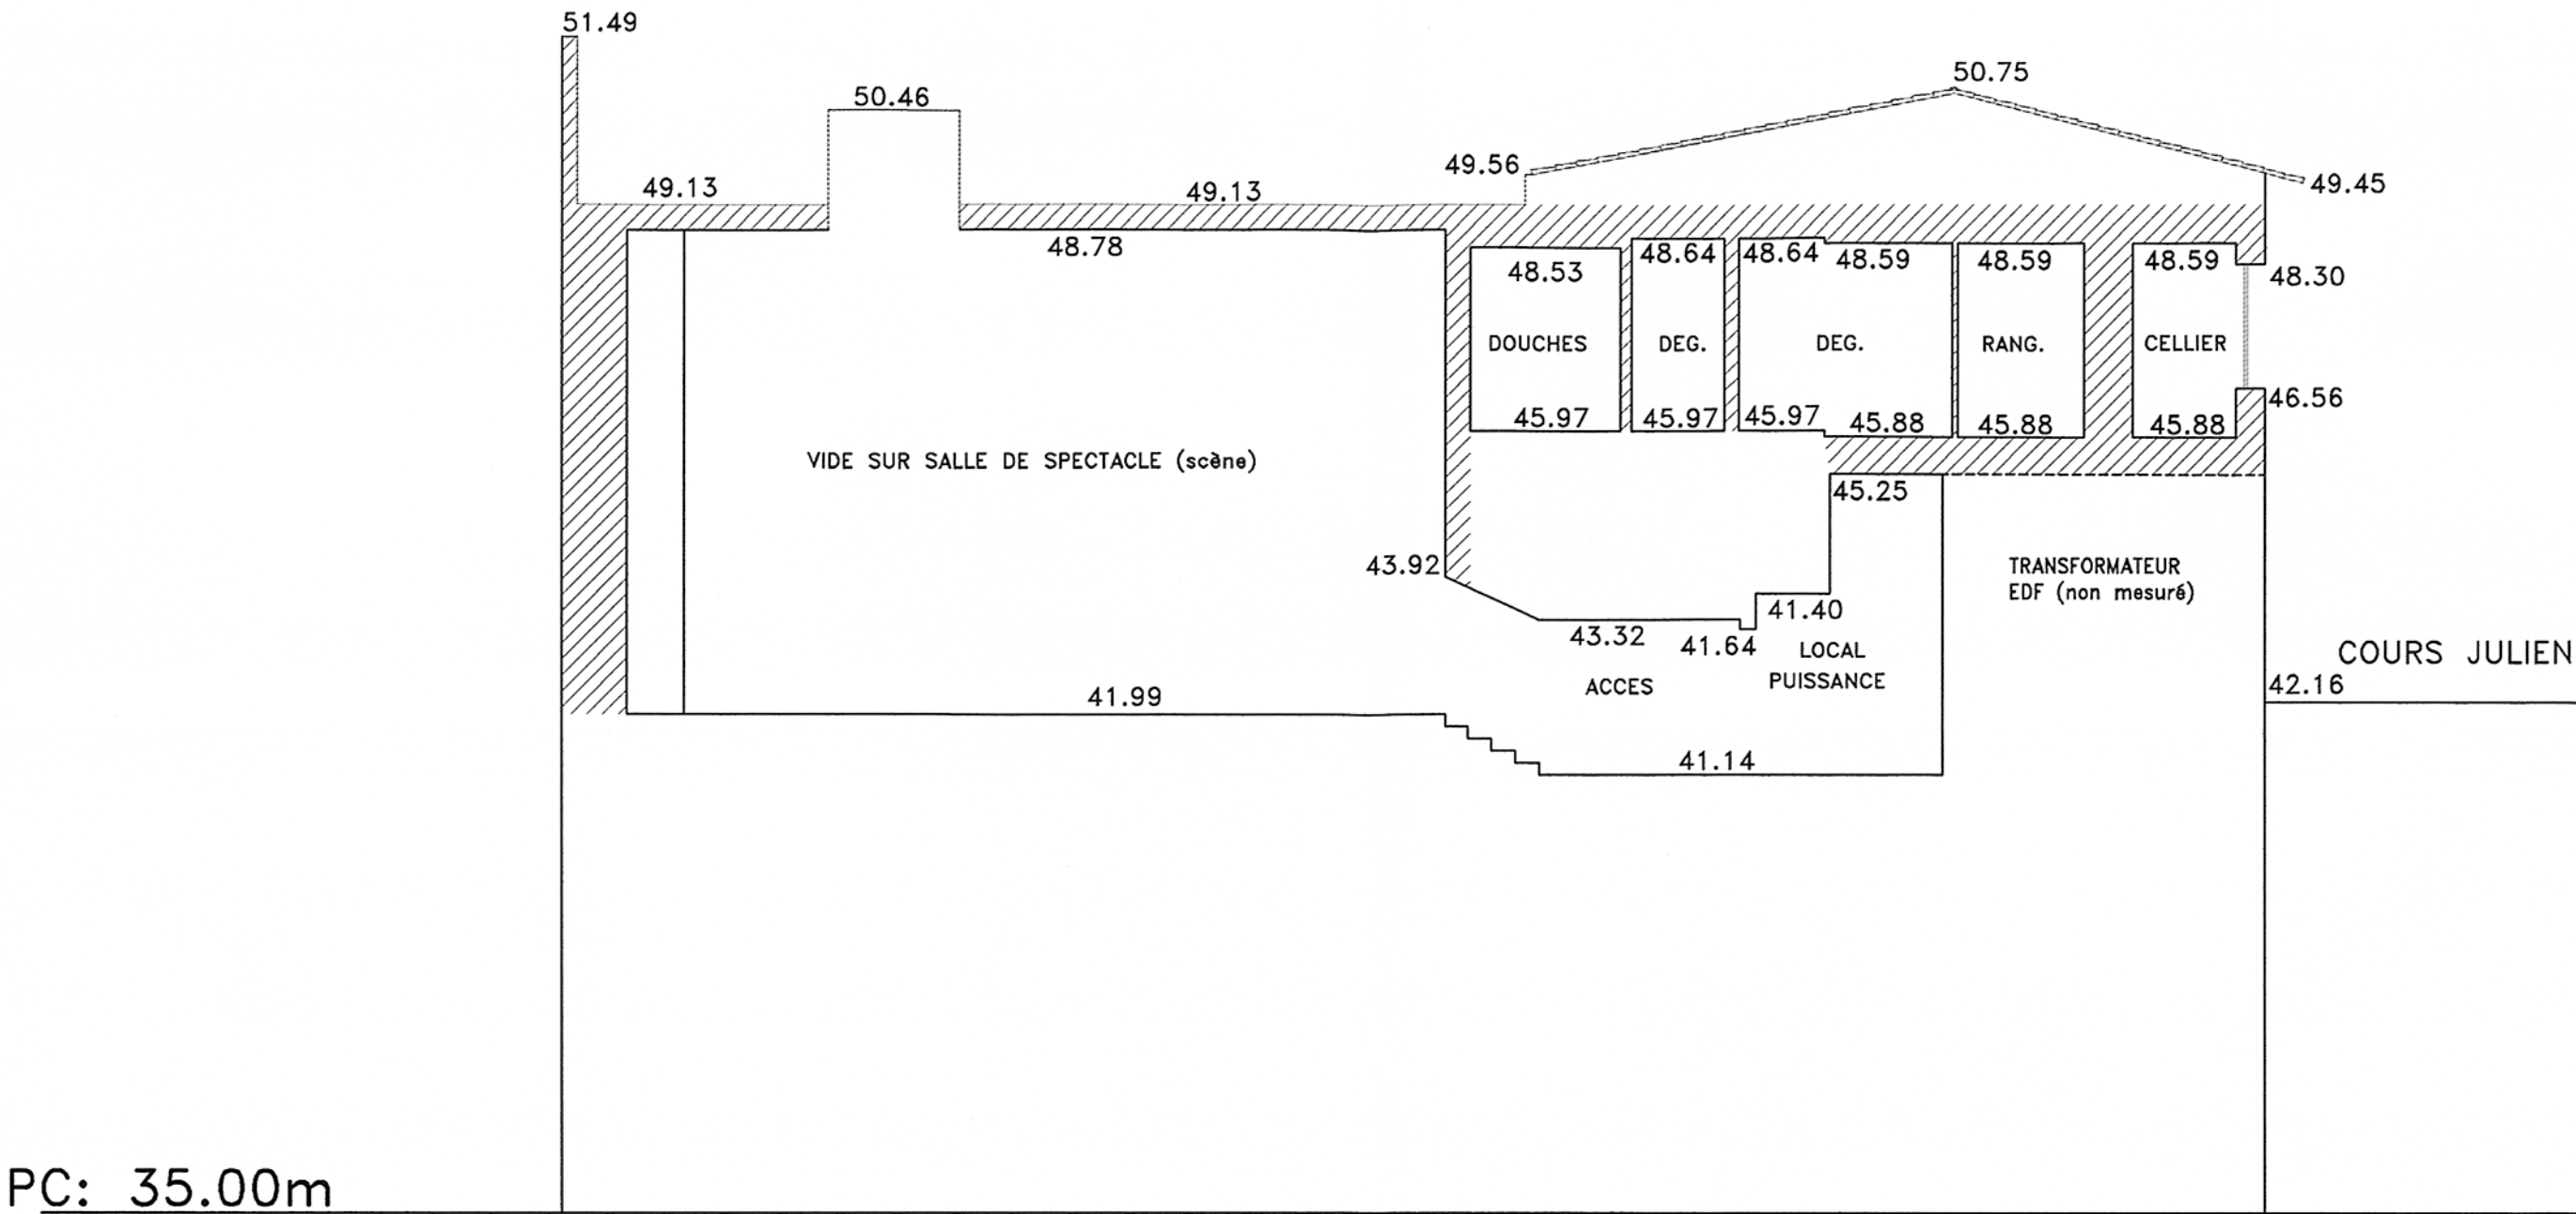 51.49
50.75
50.46
49.56
49.13
49.13
49.45
48.78
48.53
48.64
48.64
48.59
48.59
48.59
48.30
DOUCHES
DEG.
DEG.
RANG.
CELLIER
46.56
45.97
45.97
45.97
45.88
45.88
45.88
VIDE SUR SALLE DE SPECTACLE (scène)
45.25
43.92
TRANSFORMATEUR
EDF (non mesuré)
41.40
43.32
41.64
LOCAL
PUISSANCE
ACCES
COURS JULIEN
42.16
41.99
41.14
PC: 35.00m